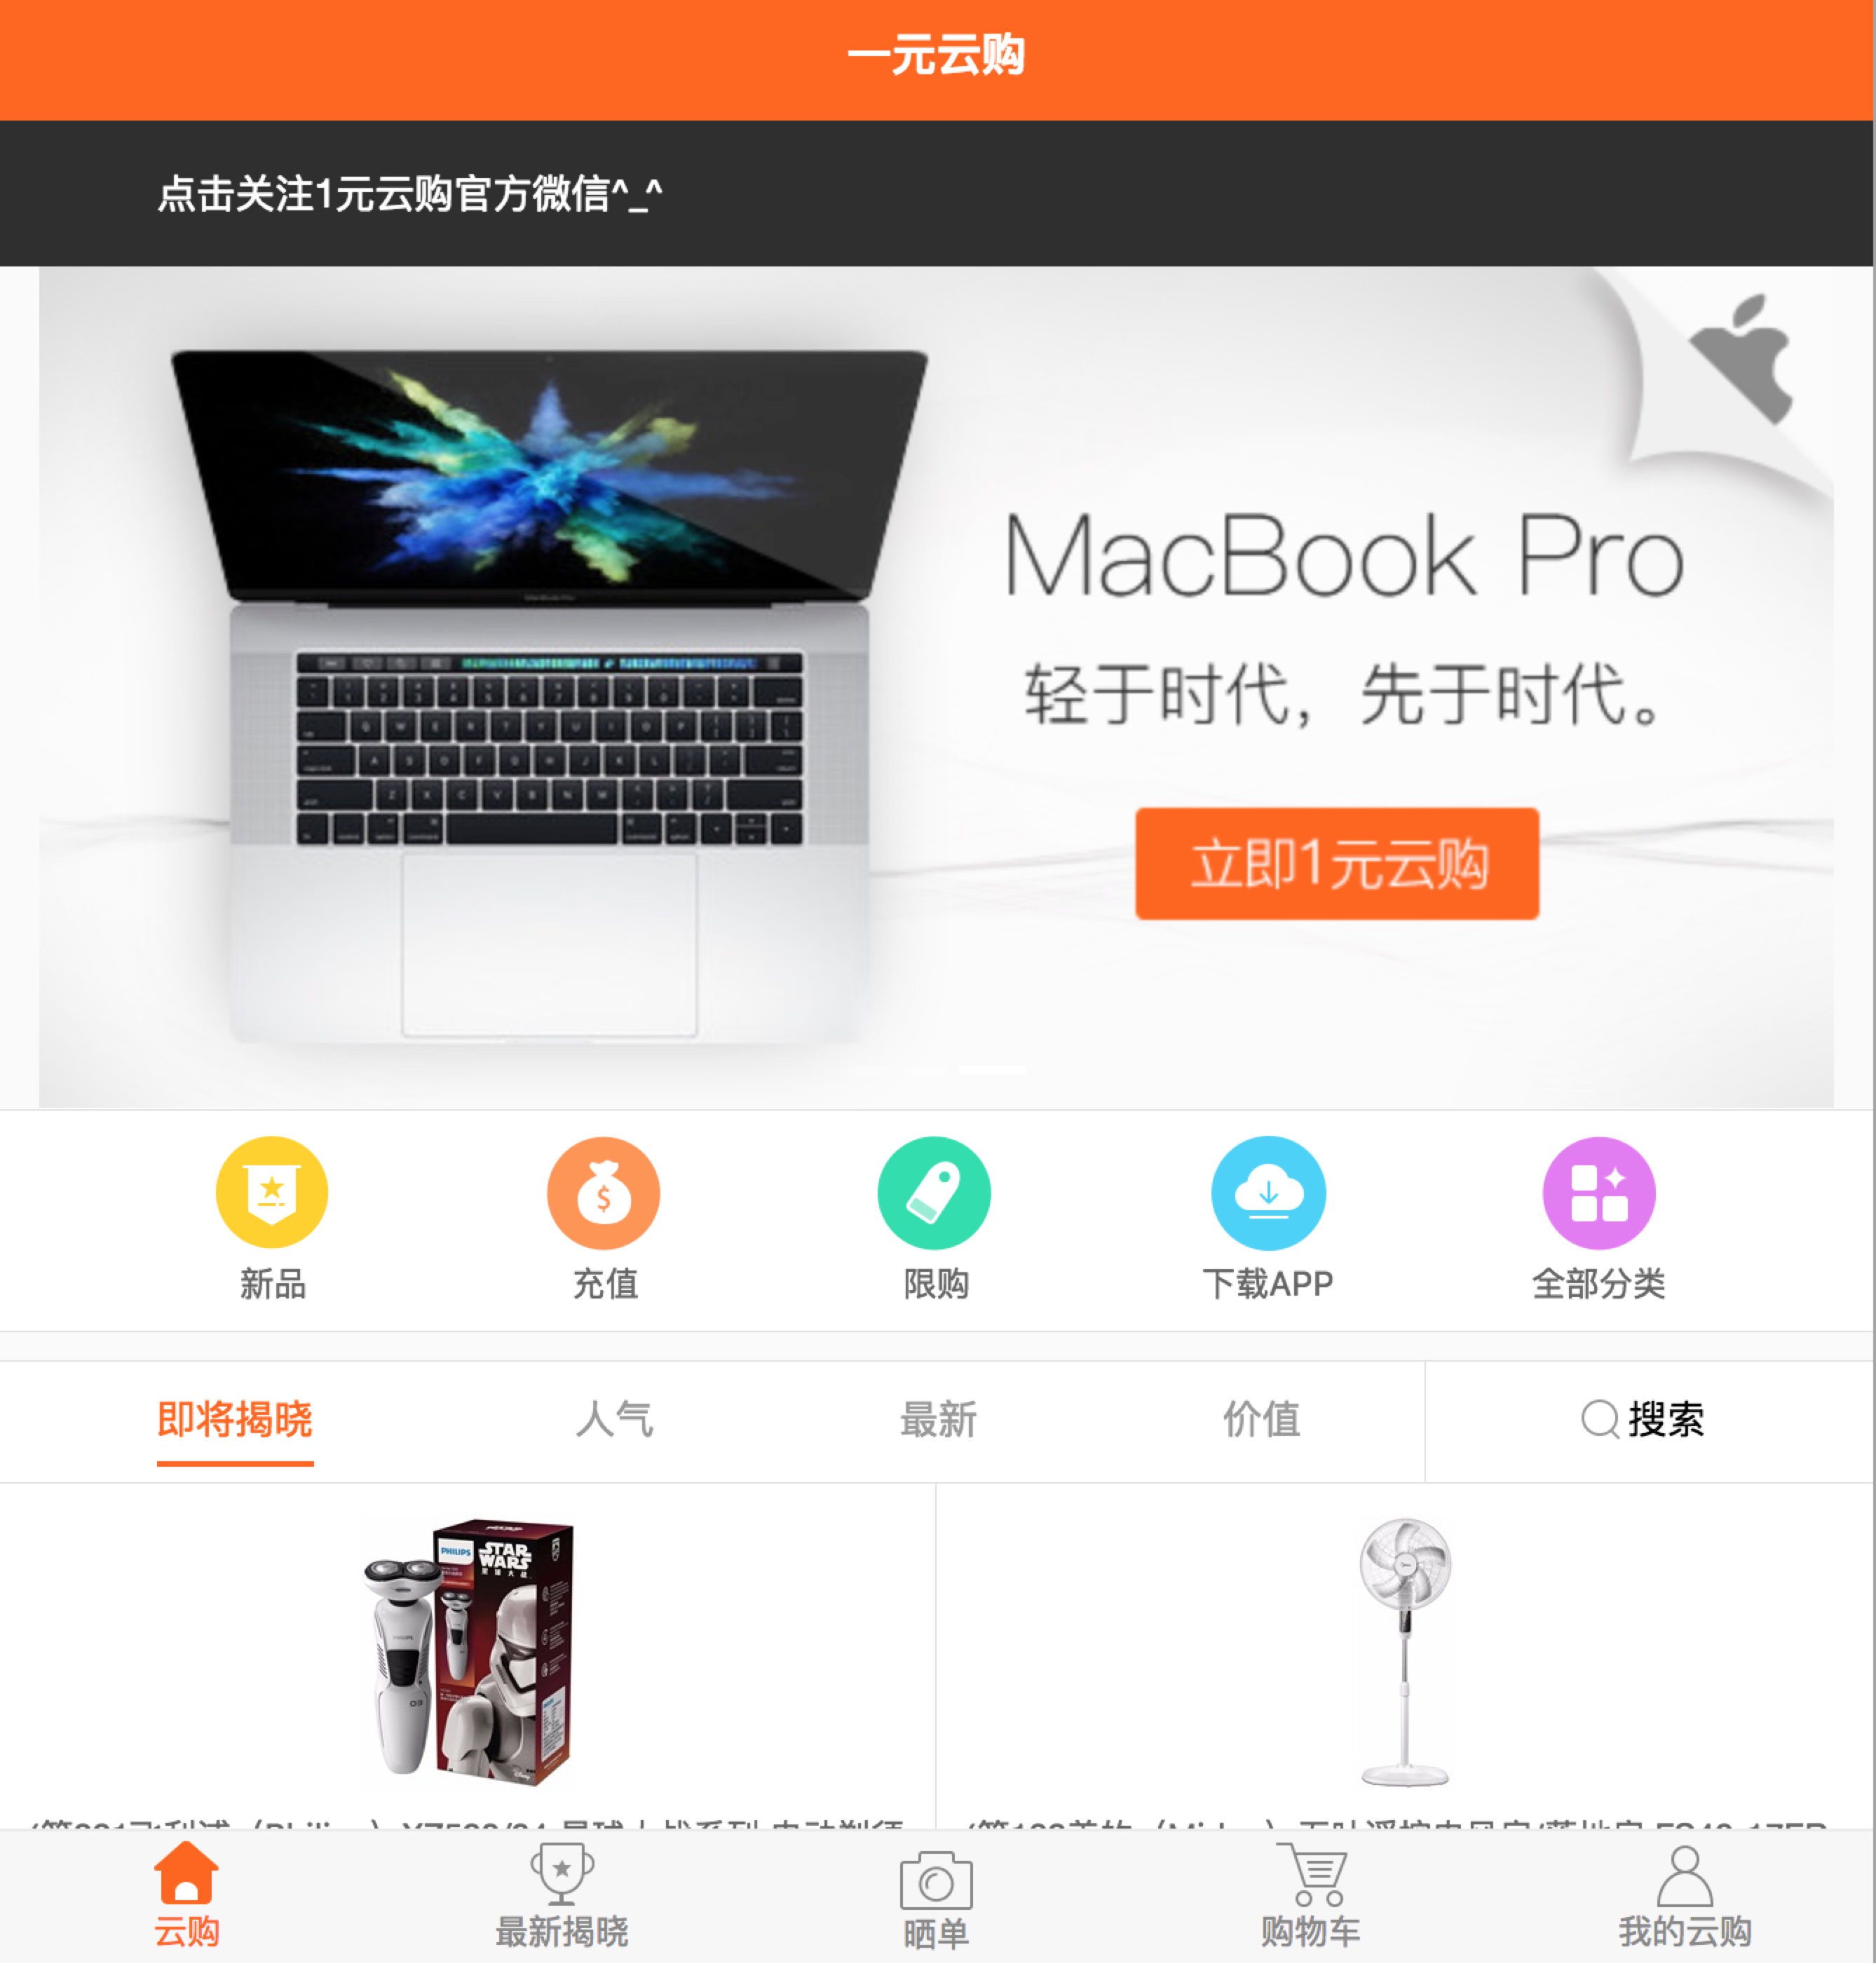 一元云购
点击关注1元云购官方微信^_^
MacBook Pro
轻于时代，先于时代。
立即1元云购
新品
充值
限购
下载APP
全部分类
即将揭晓
人气
最新
价值
搜索
PHILIPS
STAR WARS
星球大战
云购
最新揭晓
晒单
购物车
我的云购